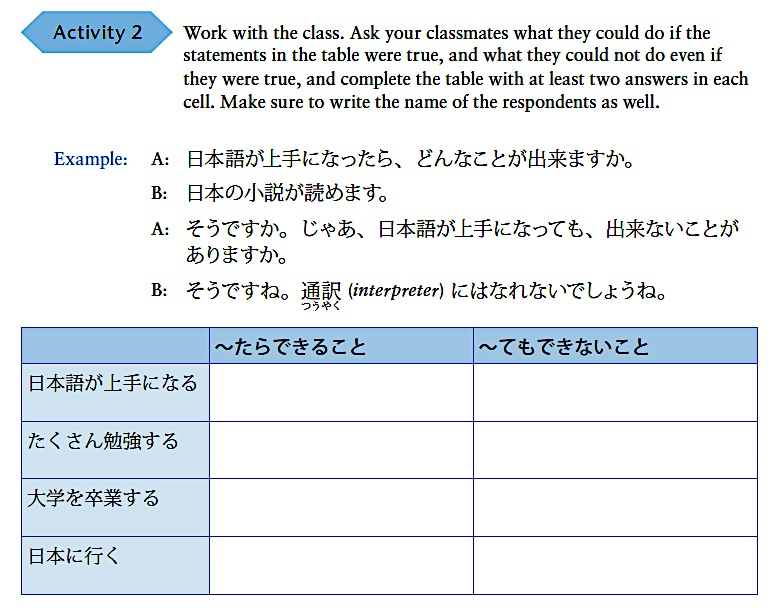 Activity 2
Work with the class. Ask your classmates what they could do if the
statements in the table were true, and what they could not do even if
they were true, and complete the table with at least two answers in each
cell. Make sure to write the name of the respondents as well.
Example: A: 日本語が上手になったら、どんなことが出来ますか。
B: 日本の小説が読めます。
A: そうですか。じゃあ、日本語が上手になっても、出来ないことが
ありますか。
B: そうですね。通訳 (interpreter) にはなれないでしょうね。
つうやく
〜たらできること 〜てもできないこと
日本語が上手になる
たくさん勉強する
大学を卒業する
日本に行く